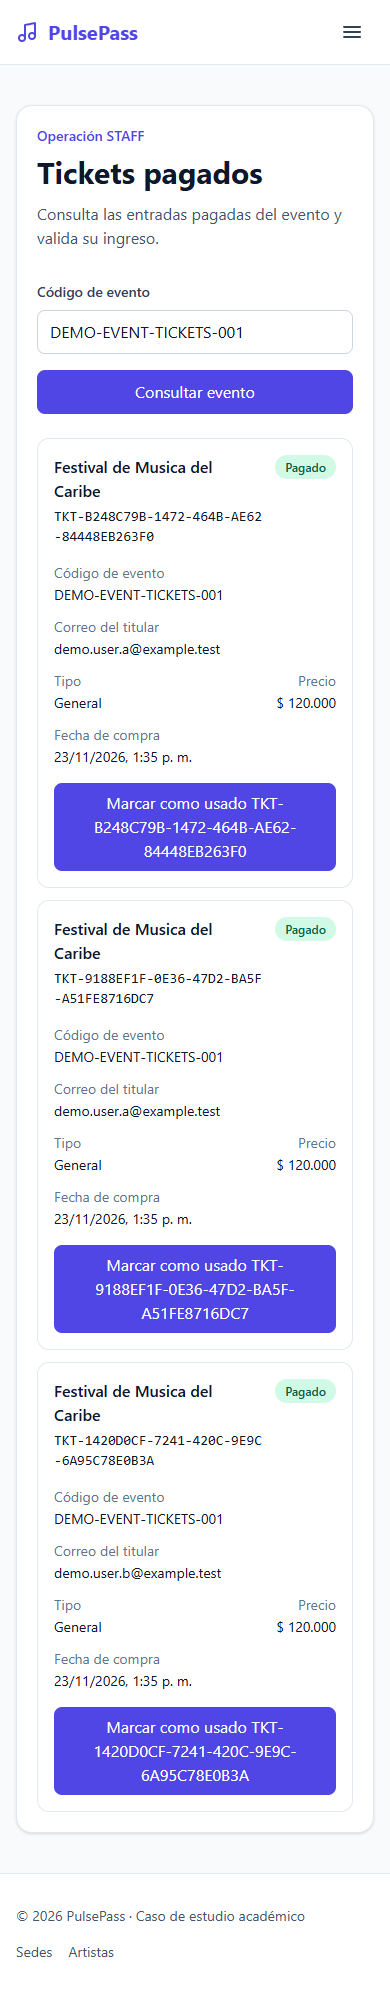 PulsePass
Operación STAFF
Tickets pagados
Consulta las entradas pagadas del evento y
valida su ingreso.
Código de evento
DEMO-EVENT-TICKETS-001
Consultar evento
Festival de Musica del
Caribe
Pagado
TKT-B248C79B-1472-464B-AE62
-84448EB263F0
Código de evento
DEMO-EVENT-TICKETS-001
Correo del titular
demo.user.a@example.test
Tipo Precio
General $ 120.000
Fecha de compra
23/11/2026, 1:35 p. m.
Marcar como usado TKT-
B248C79B-1472-464B-AE62-
84448EB263F0
Festival de Musica del
Caribe
Pagado
TKT-9188EF1F-0E36-47D2-BA5F
-A51FE8716DC7
Código de evento
DEMO-EVENT-TICKETS-001
Correo del titular
demo.user.a@example.test
Tipo Precio
General $ 120.000
Fecha de compra
23/11/2026, 1:35 p. m.
Marcar como usado TKT-
9188EF1F-0E36-47D2-BA5F-
A51FE8716DC7
Festival de Musica del
Caribe
Pagado
TKT-1420D0CF-7241-420C-9E9C
-6A95C78E0B3A
Código de evento
DEMO-EVENT-TICKETS-001
Correo del titular
demo.user.b@example.test
Tipo Precio
General $ 120.000
Fecha de compra
23/11/2026, 1:35 p. m.
Marcar como usado TKT-
1420D0CF-7241-420C-9E9C-
6A95C78E0B3A
© 2026 PulsePass · Caso de estudio académico
Sedes Artistas